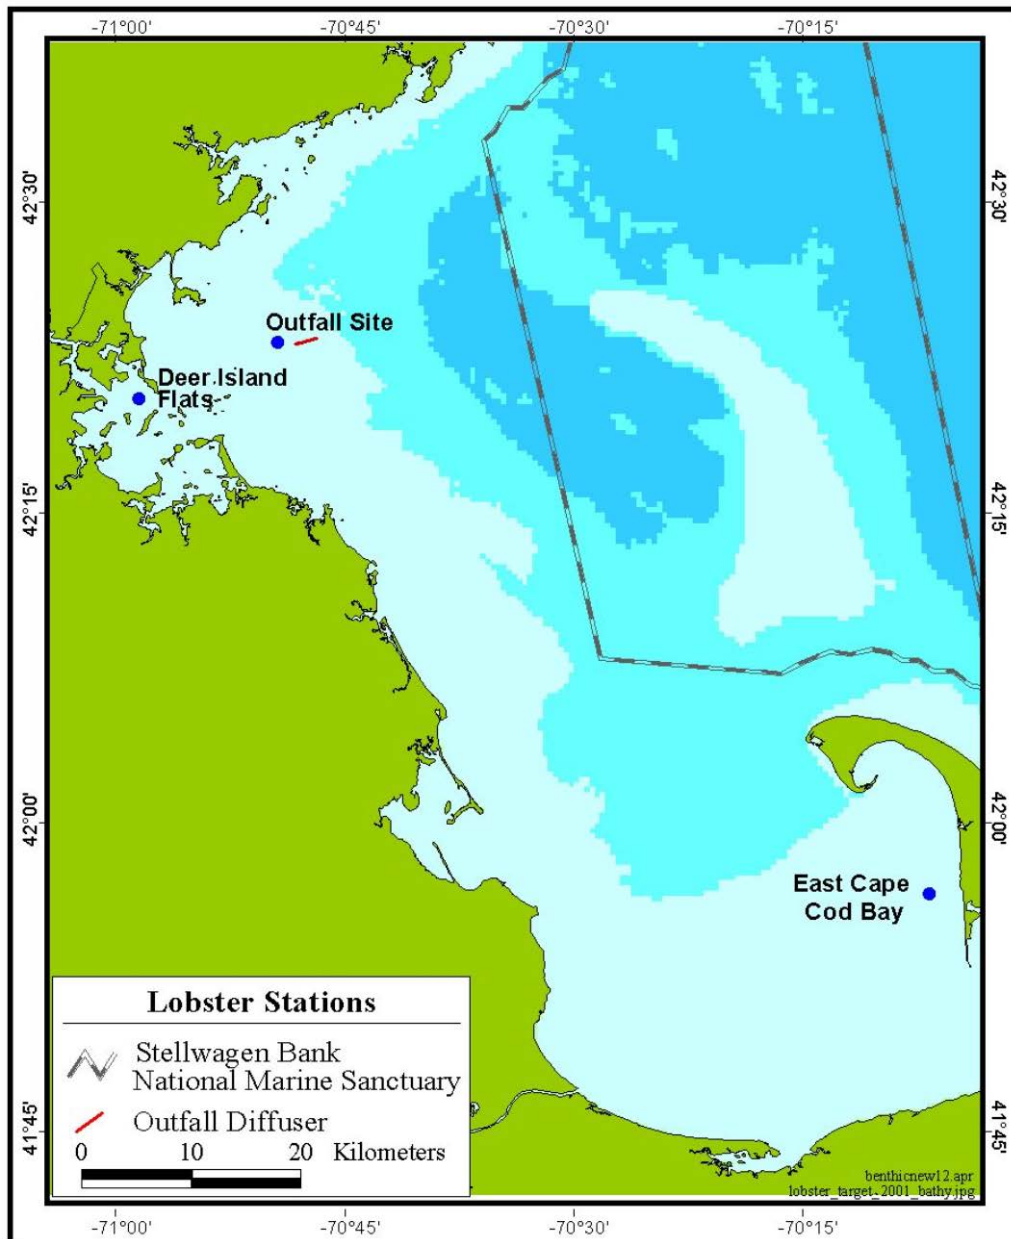 -71°00' -70°45' -70°30' -70°15'
42°30' 42°30'
Outfall Site
Deer Island
Flats
42°15' 42°15'
42°00' 42°00'
East Cape
Cod Bay
Lobster Stations
Stellwagen Bank
National Marine Sanctuary
Outfall Diffuser
0 10 20 Kilometers
41°45' 41°45'
benthicnew12.apr
lobster_target_2001_bathy.jpg
-71°00' -70°45' -70°30' -70°15'